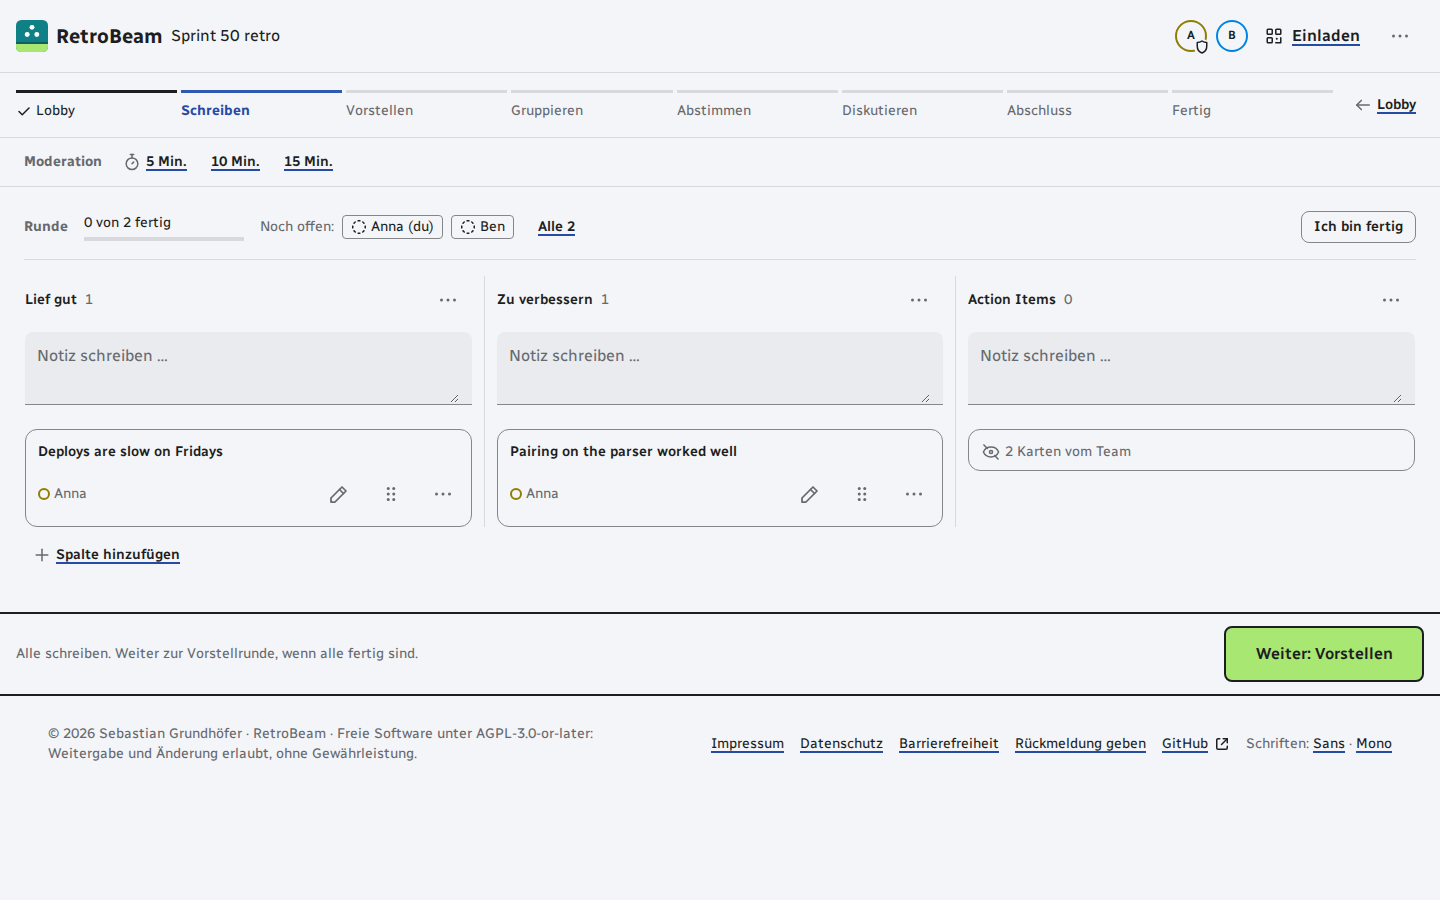 RetroBeam Sprint 50 retro
A B Einladen
Lobby Schreiben Vorstellen Gruppieren Abstimmen Diskutieren Abschluss Fertig Lobby
Moderation 5 Min. 10 Min. 15 Min.
Runde 0 von 2 fertig Noch offen: Anna (du) Ben Alle 2 Ich bin fertig
Lief gut 1
Notiz schreiben ...
Deploys are slow on Fridays
Anna
Zu verbessern 1
Notiz schreiben ...
Pairing on the parser worked well
Anna
Action Items 0
Notiz schreiben ...
2 Karten vom Team
Spalte hinzufügen
Alle schreiben. Weiter zur Vorstellrunde, wenn alle fertig sind. Weiter: Vorstellen
© 2026 Sebastian Grundhöfer · RetroBeam · Freie Software unter AGPL-3.0-or-later:
Weitergabe und Änderung erlaubt, ohne Gewährleistung.
Impressum Datenschutz Barrierefreiheit Rückmeldung geben GitHub Schriften: Sans · Mono